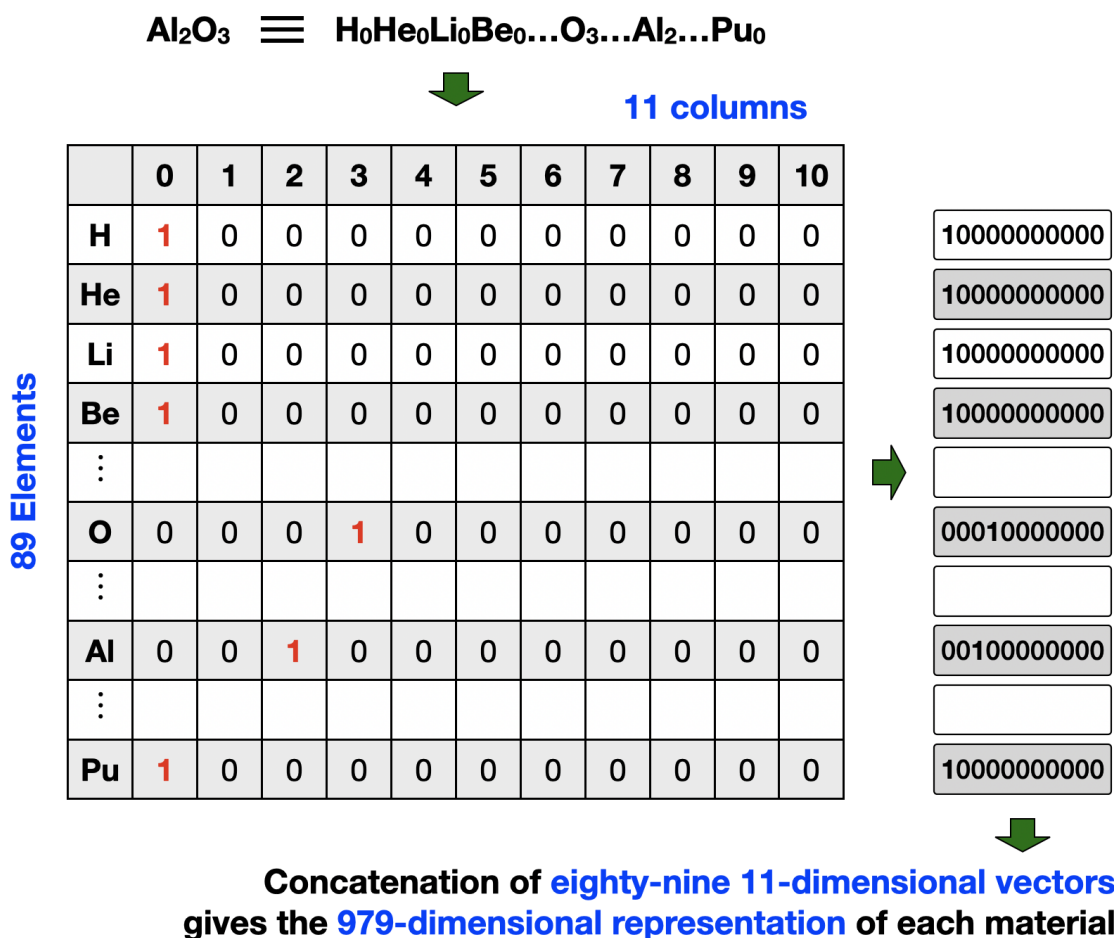 Al₂O₃ ≡ H₀He₀Li₀Be₀...O₃...Al₂...Pu₀
11 columns
0 1 2 3 4 5 6 7 8 9 10
H 1 0 0 0 0 0 0 0 0 0 0 10000000000
He 1 0 0 0 0 0 0 0 0 0 0 10000000000
Li 1 0 0 0 0 0 0 0 0 0 0 10000000000
Be 1 0 0 0 0 0 0 0 0 0 0 10000000000
⋮
O 0 0 0 1 0 0 0 0 0 0 0 00010000000
⋮
Al 0 0 1 0 0 0 0 0 0 0 0 00100000000
⋮
Pu 1 0 0 0 0 0 0 0 0 0 0 10000000000
89 Elements
Concatenation of eighty-nine 11-dimensional vectors
gives the 979-dimensional representation of each material